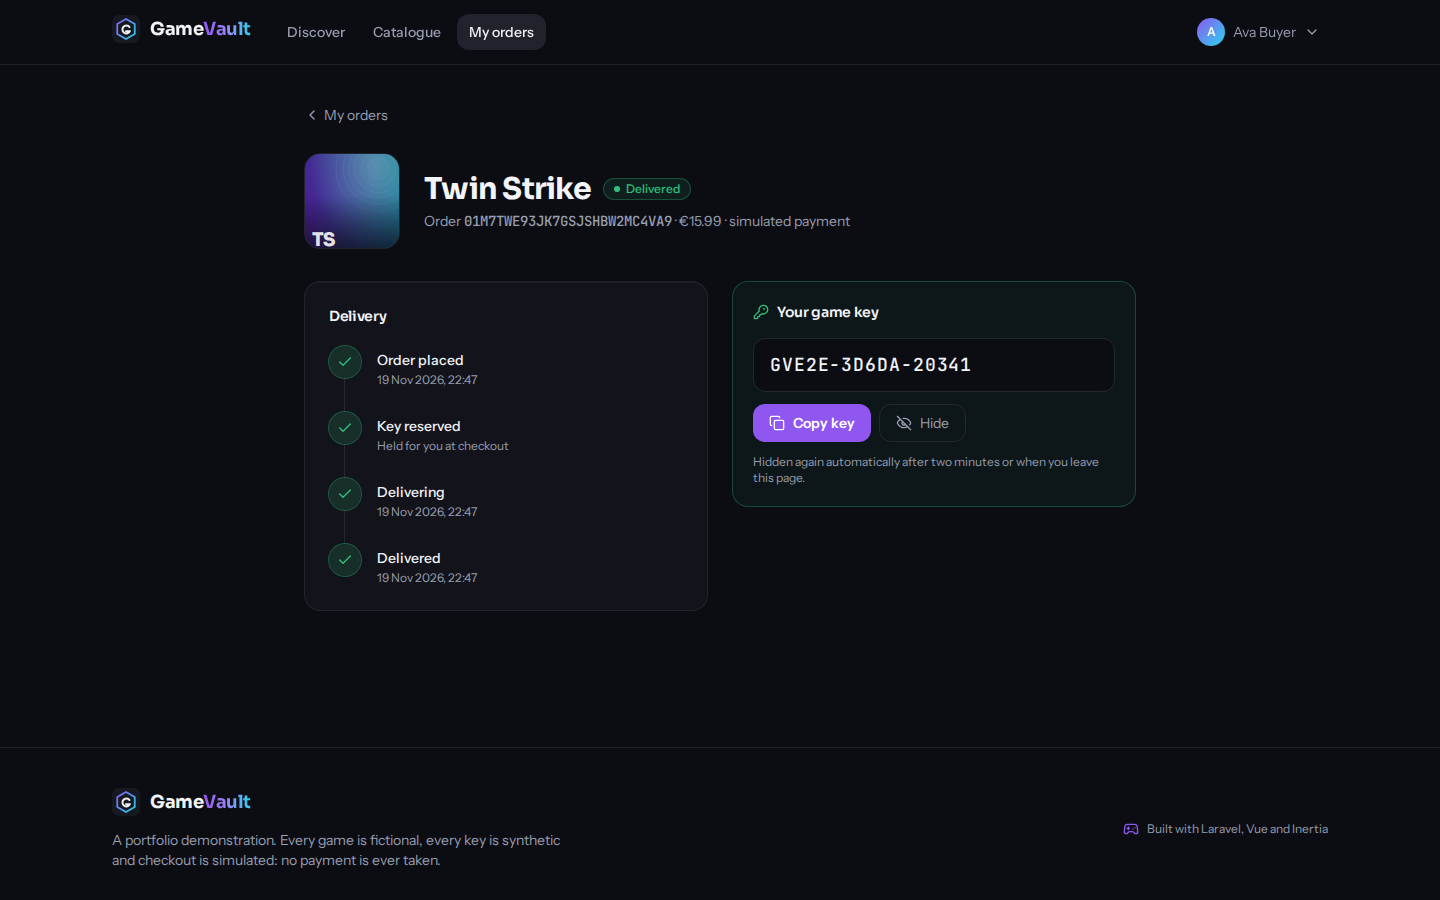 GameVault
Discover
Catalogue
My orders
A
Ava Buyer
My orders
TS
Twin Strike
Delivered
Order 01M7TWE93JK7GSJSHBW2MC4VA9 · €15.99 · simulated payment
Delivery
Order placed
19 Nov 2026, 22:47
Key reserved
Held for you at checkout
Delivering
19 Nov 2026, 22:47
Delivered
19 Nov 2026, 22:47
Your game key
GVE2E-3D6DA-20341
Copy key
Hide
Hidden again automatically after two minutes or when you leave
this page.
GameVault
A portfolio demonstration. Every game is fictional, every key is synthetic
and checkout is simulated: no payment is ever taken.
Built with Laravel, Vue and Inertia